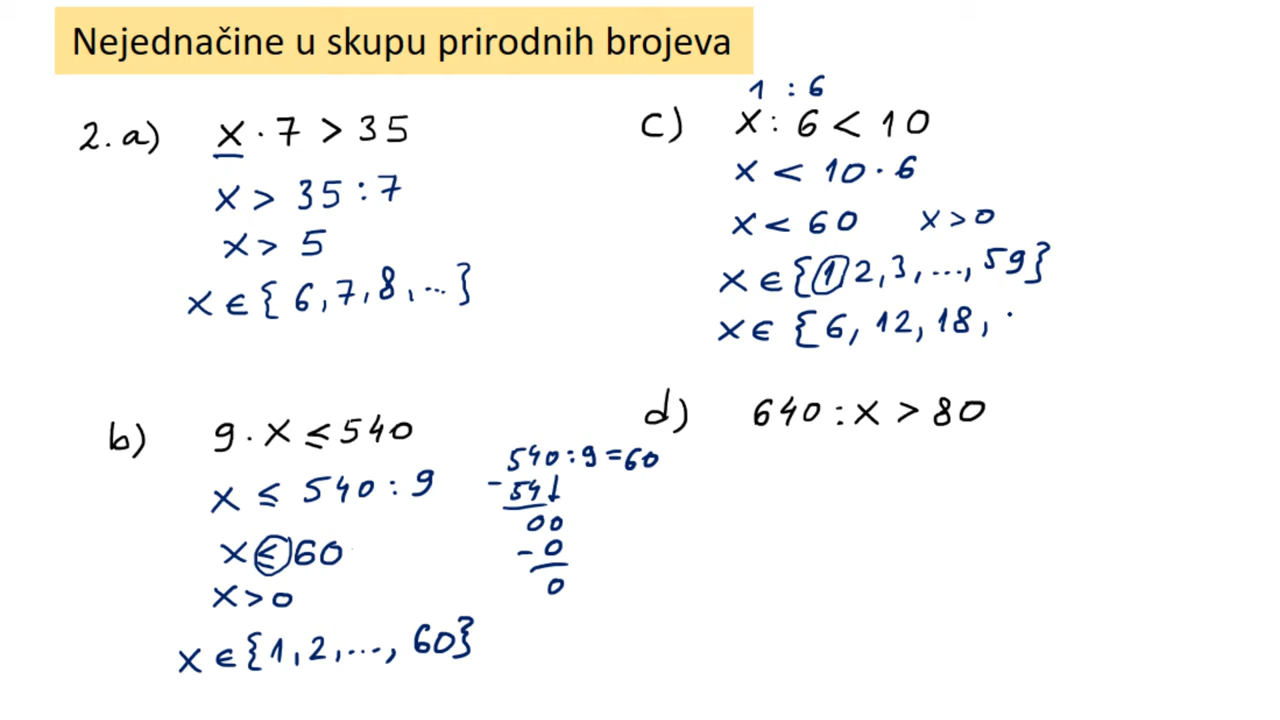 Nejednačine u skupu prirodnih brojeva
2. a) x · 7 > 35
x > 35 : 7
x > 5
x ∈ { 6, 7, 8, ... }
b) 9 · x ≤ 540
x ≤ 540 : 9
x ≤ 60
x > 0
x ∈ {1, 2, ..., 60}
540 : 9 = 60
- 54↓
00
- 0
0
1 : 6
c) x : 6 < 10
x < 10 · 6
x < 60 x > 0
x ∈ {1 2, 3, ..., 59}
x ∈ { 6, 12, 18, .
d) 640 : x > 80